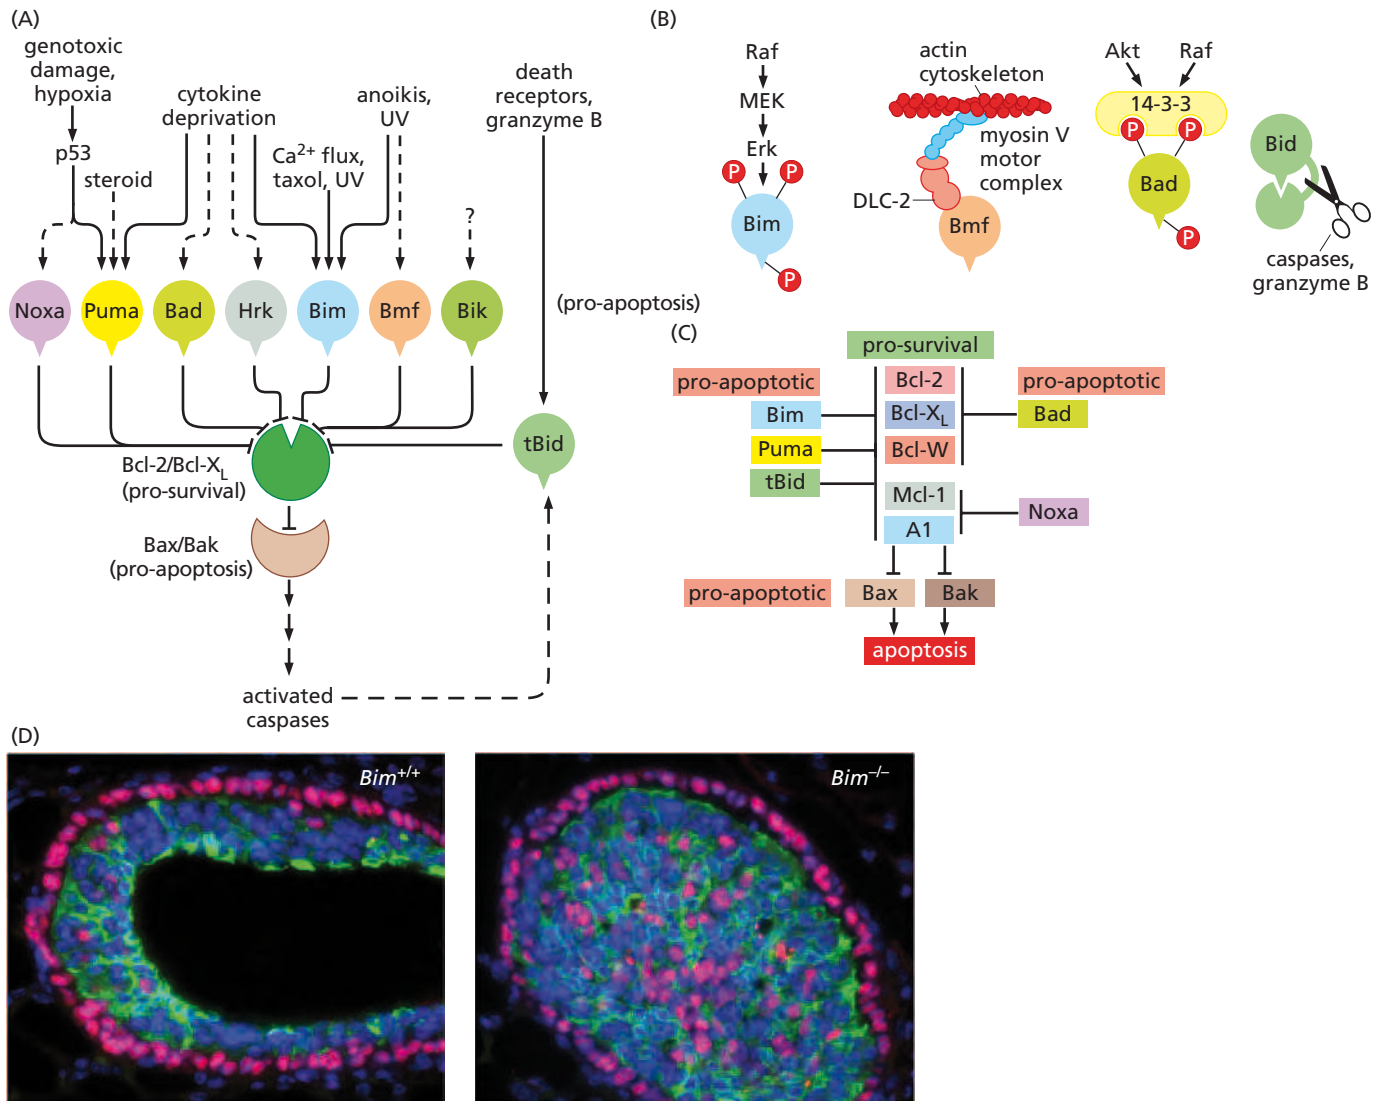 (A)
genotoxic
damage,
hypoxia
p53
steroid
cytokine
deprivation
Ca²⁺ flux,
taxol, UV
anoikis,
UV
?
death
receptors,
granzyme B
Noxa
Puma
Bad
Hrk
Bim
Bmf
Bik
(pro-apoptosis)
tBid
Bcl-2/Bcl-X_L
(pro-survival)
Bax/Bak
(pro-apoptosis)
activated
caspases
(B)
Raf
MEK
Erk
P
P
Bim
P
actin
cytoskeleton
myosin V
motor
complex
DLC-2
Bmf
Akt
Raf
14-3-3
P
P
Bad
P
Bid
caspases,
granzyme B
(C)
pro-survival
pro-apoptotic
Bcl-2
pro-apoptotic
Bim
Bcl-X_L
Bad
Puma
Bcl-W
tBid
Mcl-1
Noxa
A1
pro-apoptotic
Bax
Bak
apoptosis
(D)
Bim⁺/⁺
Bim⁻/⁻